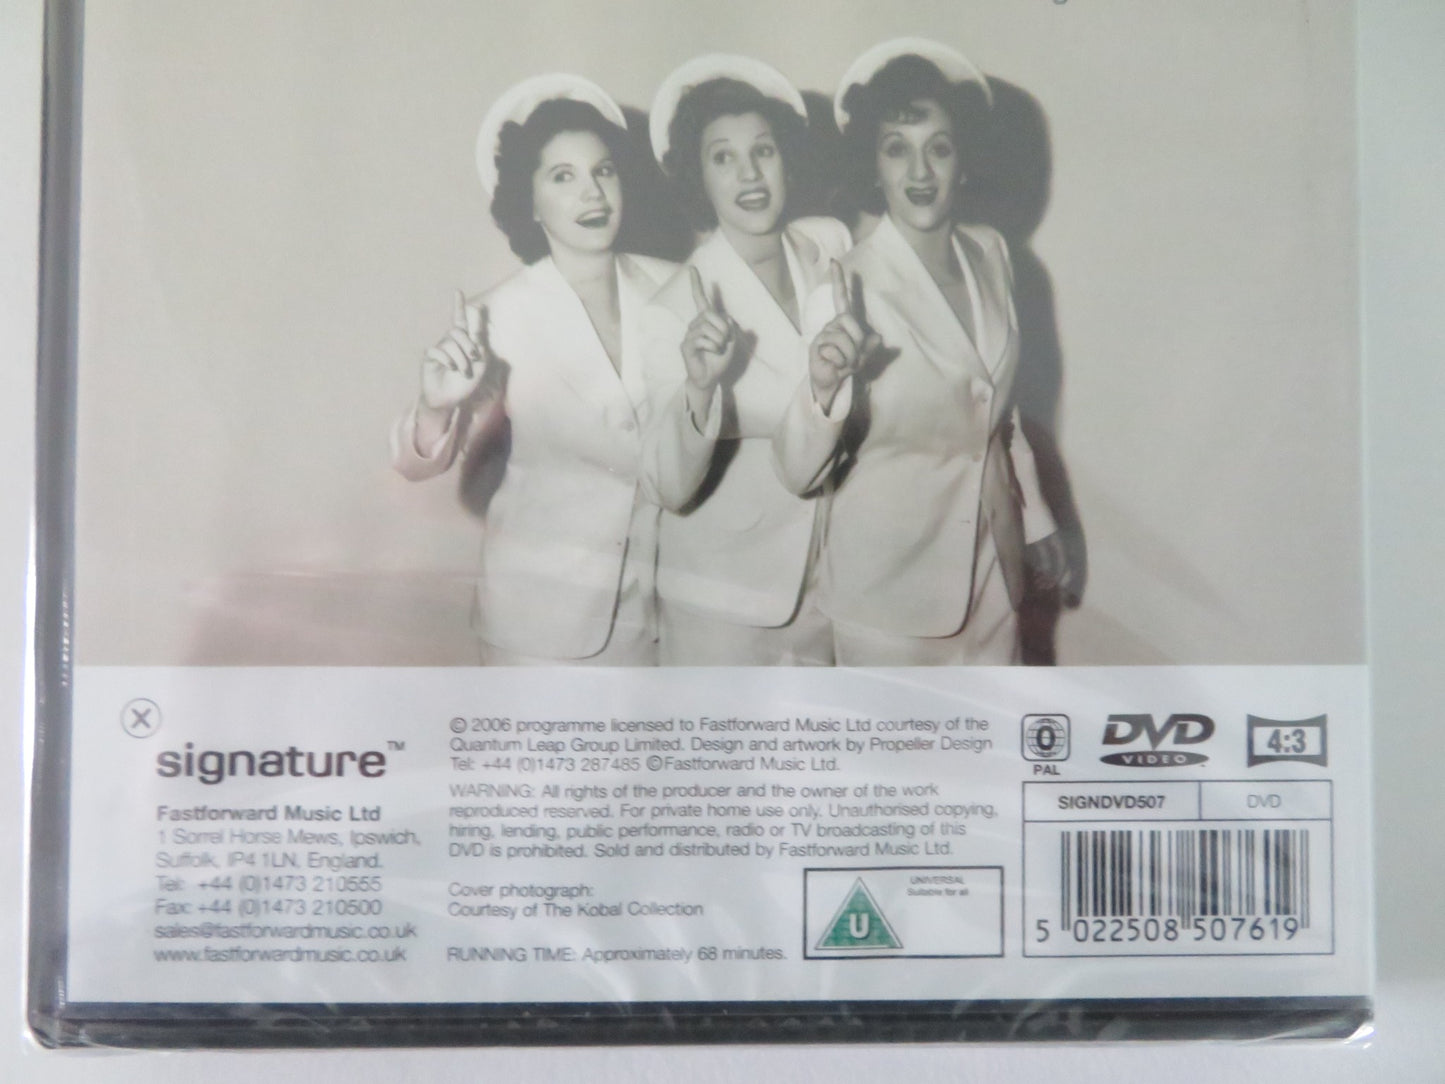 signature™
Fastforward Music Ltd
1 Sorrel Horse Mews, Ipswich,
Suffolk, IP4 1LN, England.
Tel: +44 (0)1473 210555
Fax: +44 (0)1473 210500
sales@fastforwardmusic.co.uk
www.fastforwardmusic.co.uk
© 2006 programme licensed to Fastforward Music Ltd courtesy of the
Quantum Leap Group Limited. Design and artwork by Propeller Design
Tel: +44 (0)1473 287485 ©Fastforward Music Ltd.
WARNING: All rights of the producer and the owner of the work
reproduced reserved. For private home use only. Unauthorised copying,
hiring, lending, public performance, radio or TV broadcasting of this
DVD is prohibited. Sold and distributed by Fastforward Music Ltd.
Cover photograph:
Courtesy of The Kobal Collection
RUNNING TIME: Approximately 68 minutes.
U
UNIVERSAL
Suitable for all
0
PAL
DVD
VIDEO
4:3
SIGNDVD507
DVD
5 022508 507619